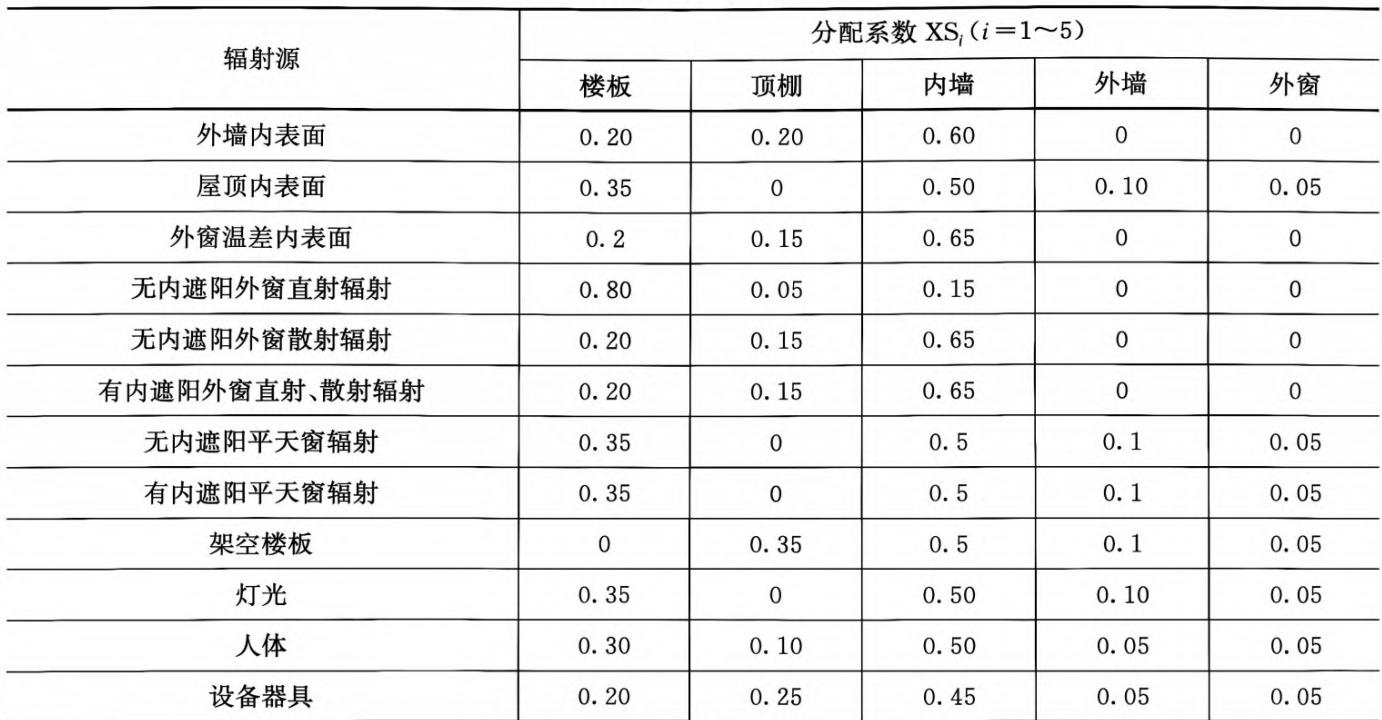 辐射源 分配系数 XSi(i=1～5)
楼板 顶棚 内墙 外墙 外窗
外墙内表面 0.20 0.20 0.60 0 0
屋顶内表面 0.35 0 0.50 0.10 0.05
外窗温差内表面 0.2 0.15 0.65 0 0
无内遮阳外窗直射辐射 0.80 0.05 0.15 0 0
无内遮阳外窗散射辐射 0.20 0.15 0.65 0 0
有内遮阳外窗直射、散射辐射 0.20 0.15 0.65 0 0
无内遮阳平天窗辐射 0.35 0 0.5 0.1 0.05
有内遮阳平天窗辐射 0.35 0 0.5 0.1 0.05
架空楼板 0 0.35 0.5 0.1 0.05
灯光 0.35 0 0.50 0.10 0.05
人体 0.30 0.10 0.50 0.05 0.05
设备器具 0.20 0.25 0.45 0.05 0.05